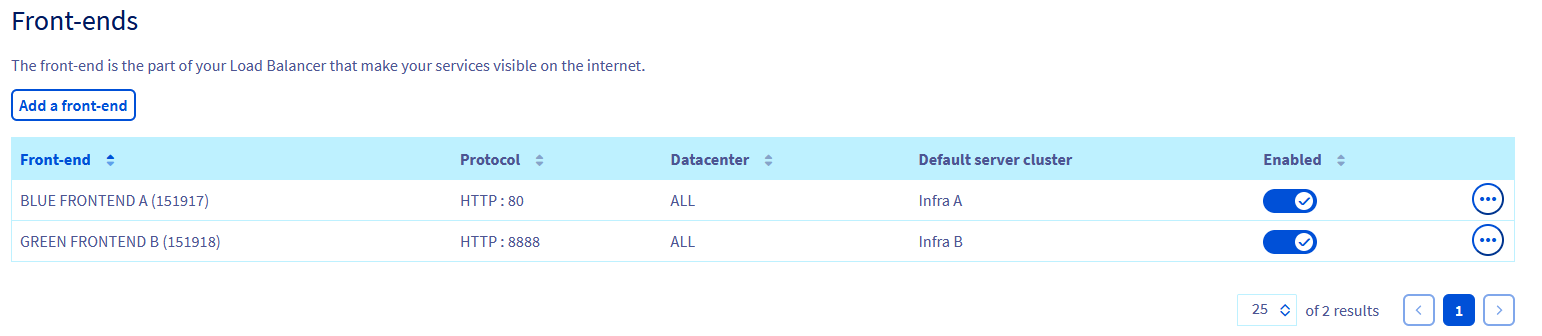 Front-ends
The front-end is the part of your Load Balancer that make your services visible on the internet.
Add a front-end
Front-end Protocol Datacenter Default server cluster Enabled
BLUE FRONTEND A (151917) HTTP : 80 ALL Infra A
GREEN FRONTEND B (151918) HTTP : 8888 ALL Infra B
25 of 2 results 1